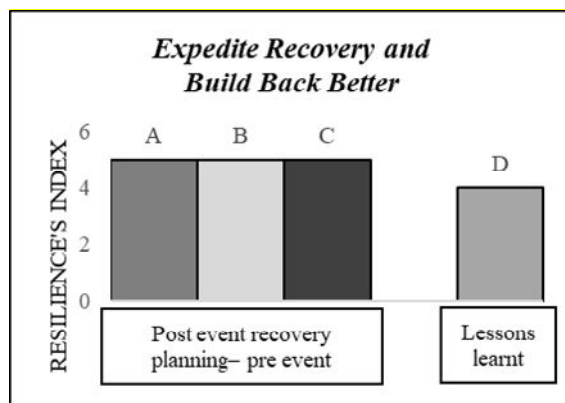 Expedite Recovery and
Build Back Better
RESILIENCE'S INDEX
6
4
2
0
A
B
C
D
Post event recovery
planning– pre event
Lessons
learnt